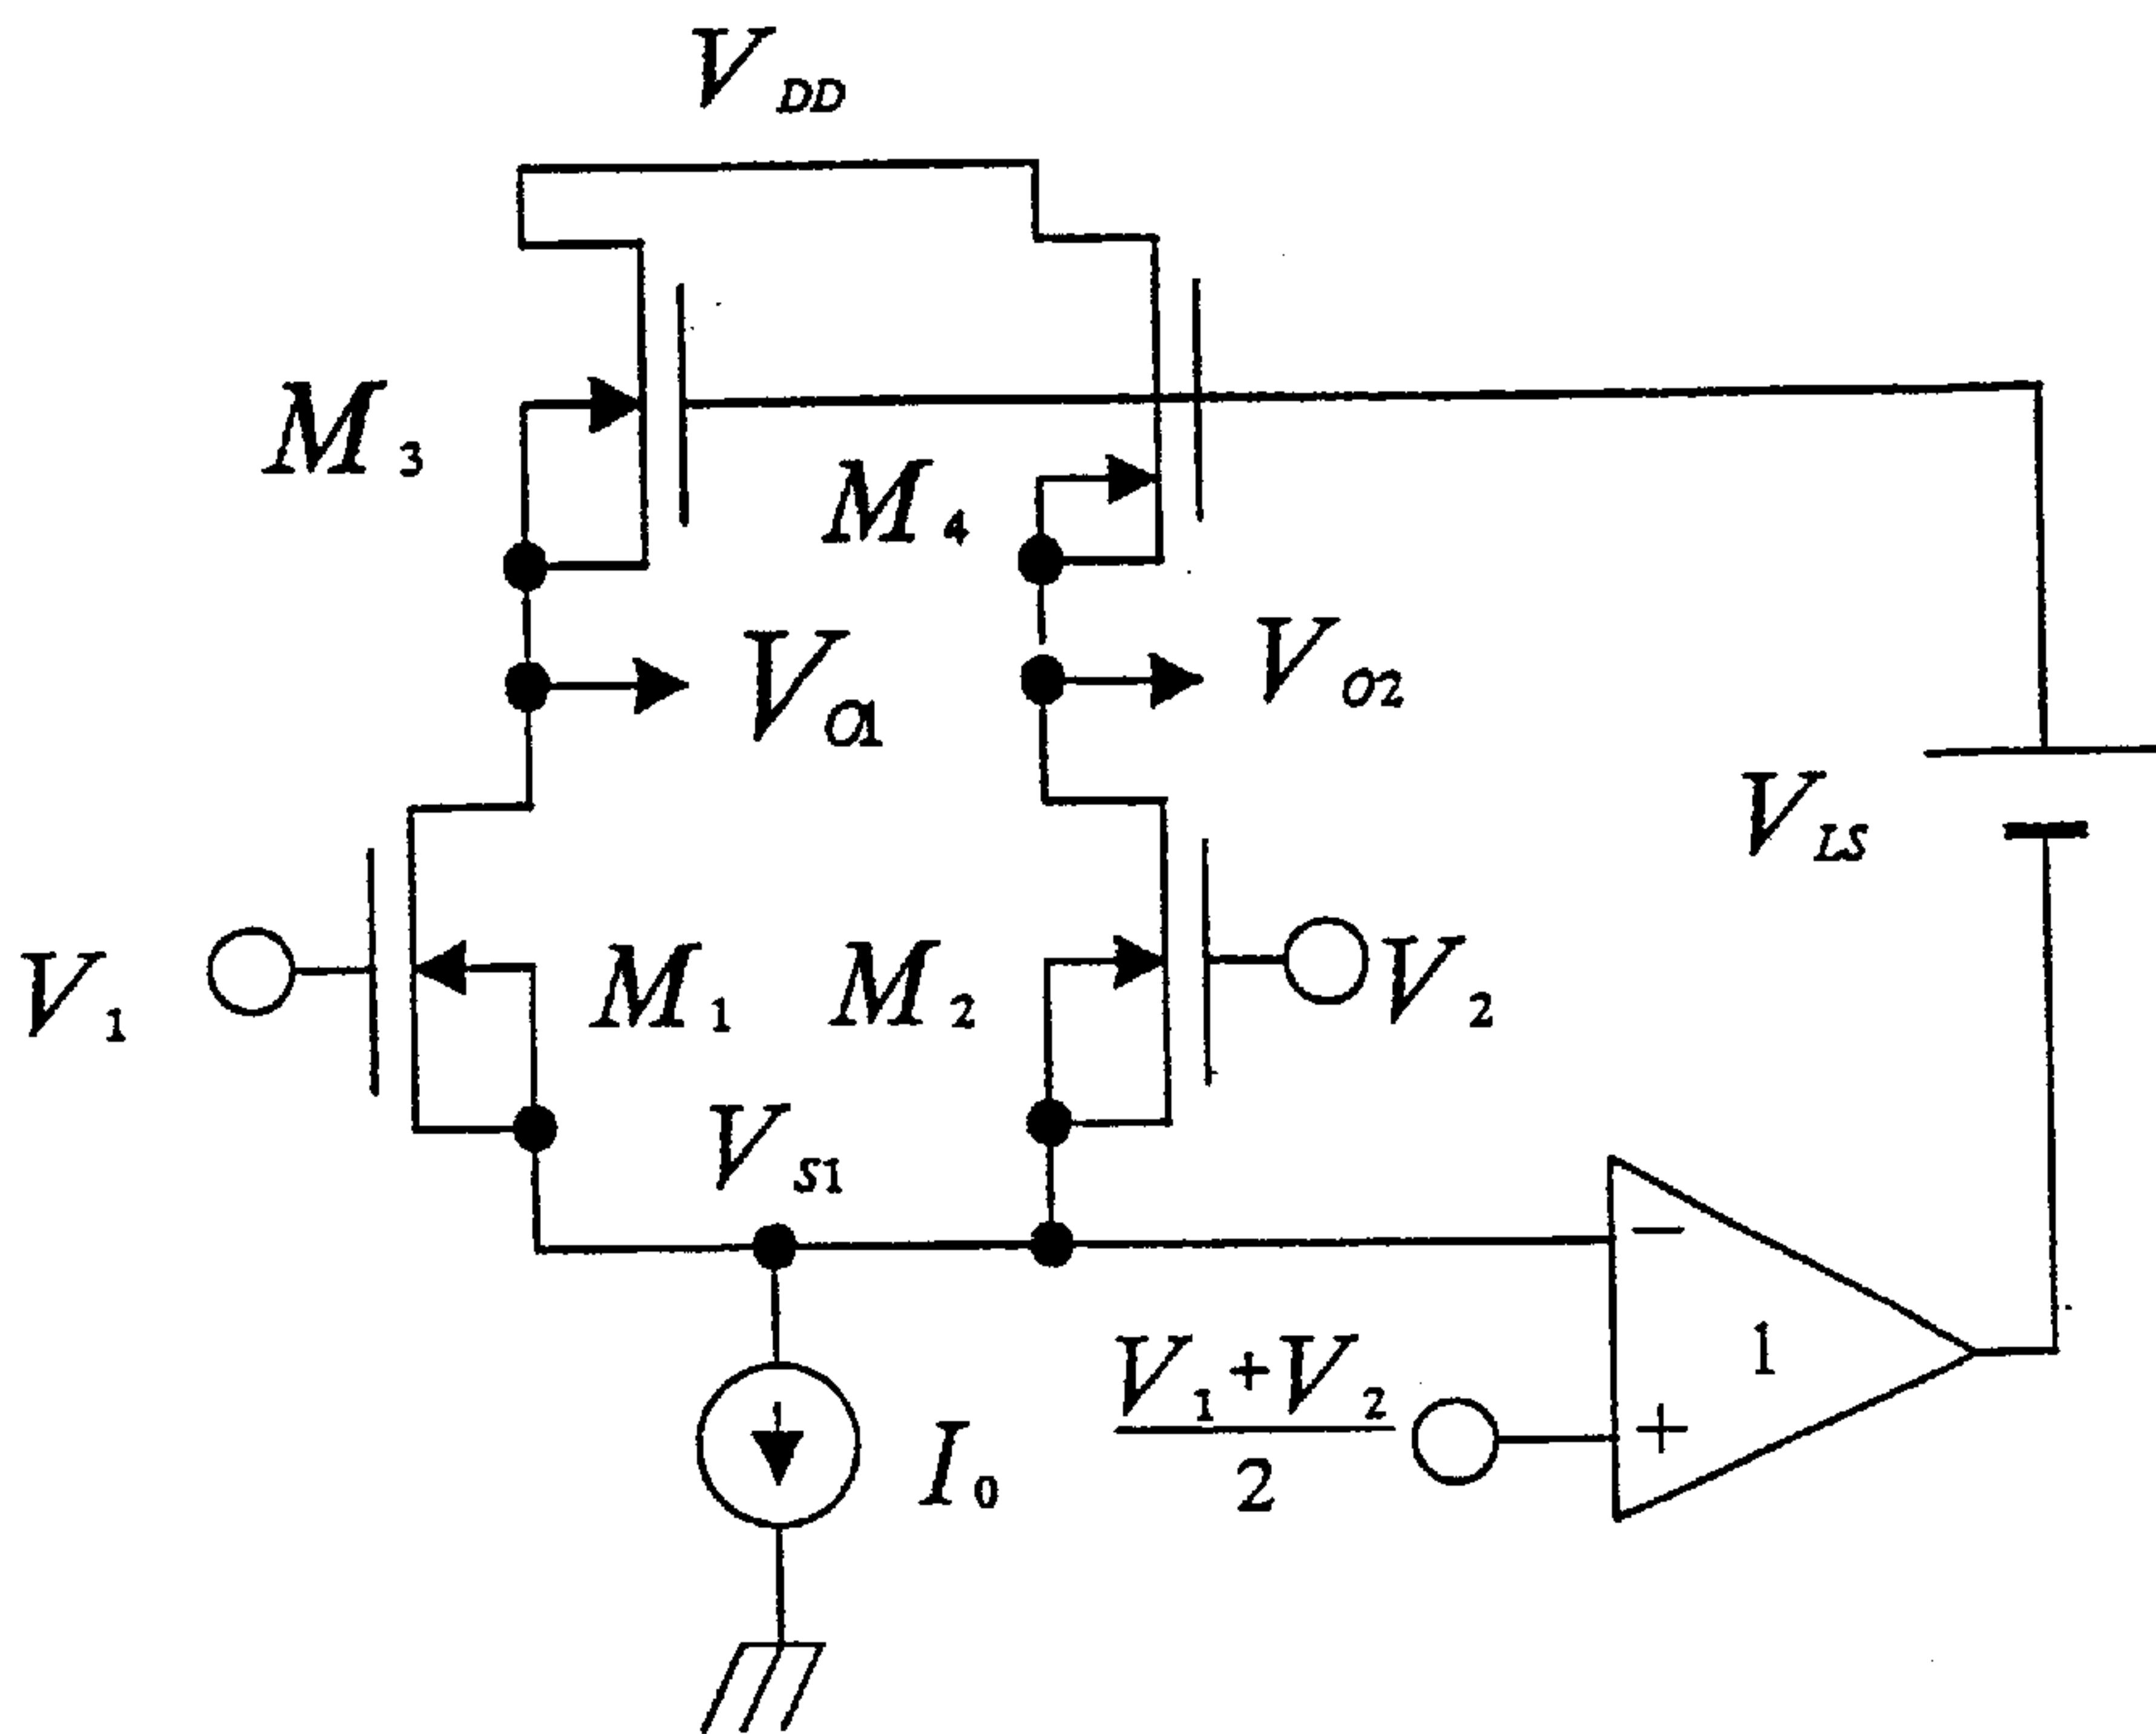 V_DD
M_3
M_4
V_O1
V_O2
V_LS
V_1
M_1
M_2
V_2
V_S1
−
1
V_1+V_2
2
+
I_0